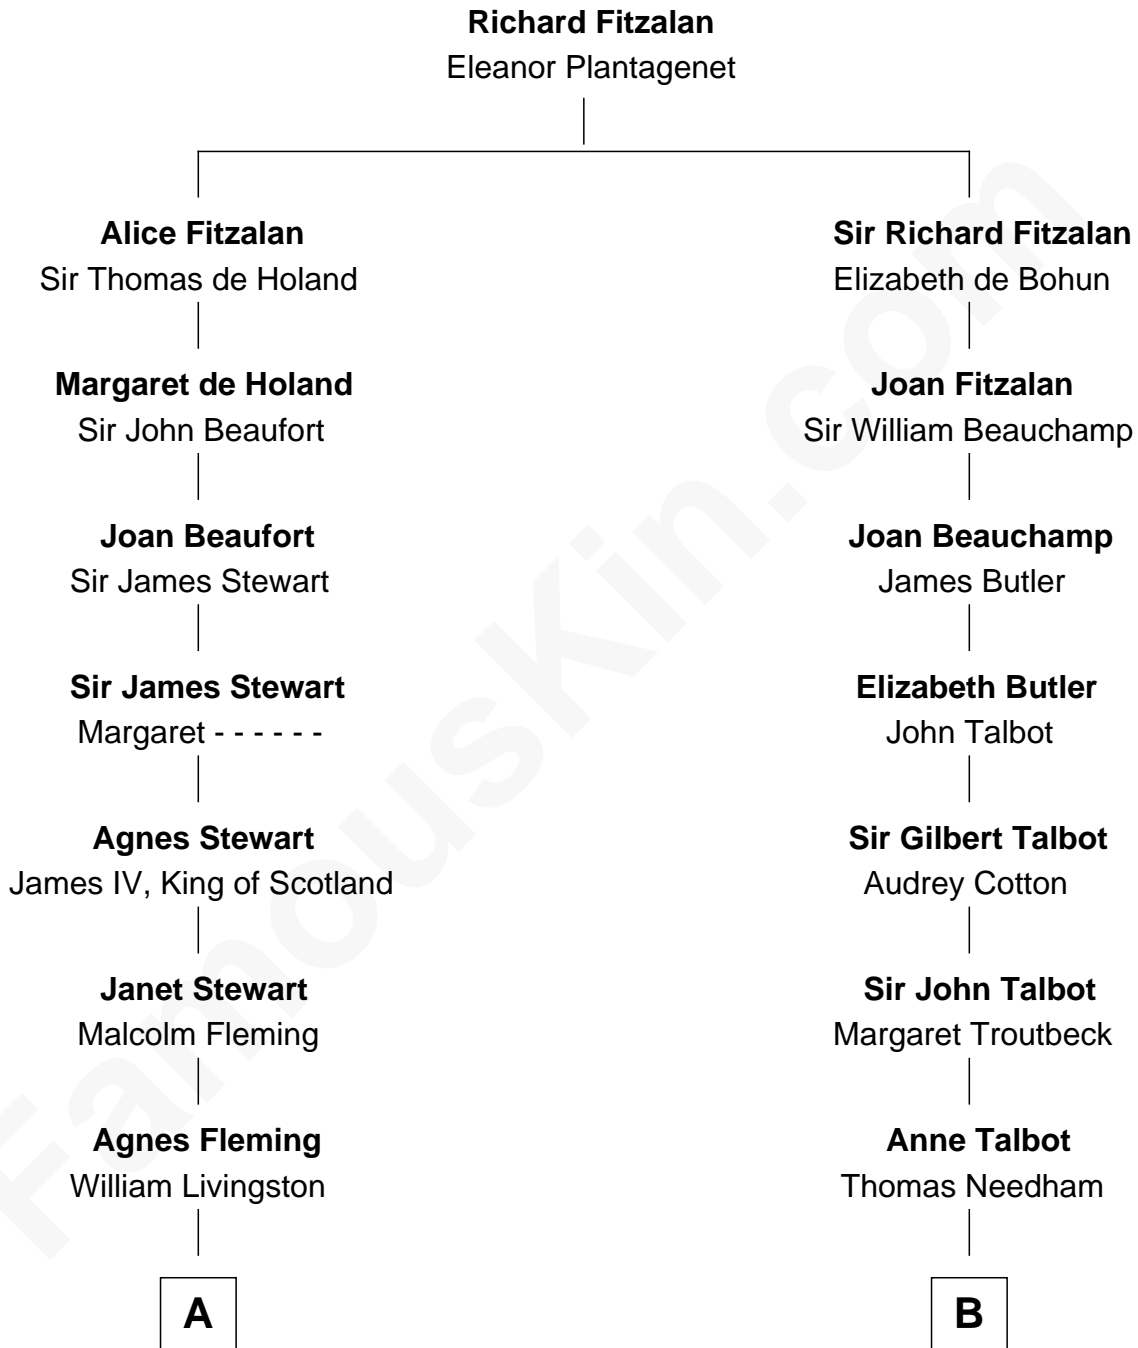 Richard Fitzalan
Eleanor Plantagenet
Alice Fitzalan
Sir Thomas de Holand
Sir Richard Fitzalan
Elizabeth de Bohun
Margaret de Holand
Sir John Beaufort
Joan Fitzalan
Sir William Beauchamp
Joan Beaufort
Sir James Stewart
Joan Beauchamp
James Butler
Sir James Stewart
Margaret - - - - - -
Elizabeth Butler
John Talbot
Agnes Stewart
James IV, King of Scotland
Sir Gilbert Talbot
Audrey Cotton
Janet Stewart
Malcolm Fleming
Sir John Talbot
Margaret Troutbeck
Agnes Fleming
William Livingston
Anne Talbot
Thomas Needham
A
B
FamousKin.com